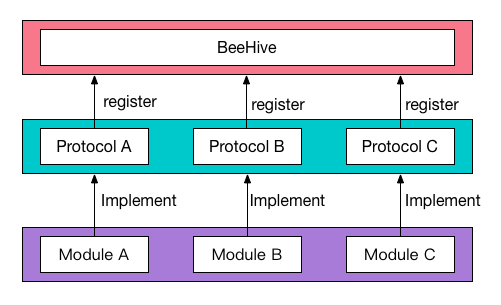 BeeHive
register register register
Protocol A Protocol B Protocol C
Implement Implement Implement
Module A Module B Module C